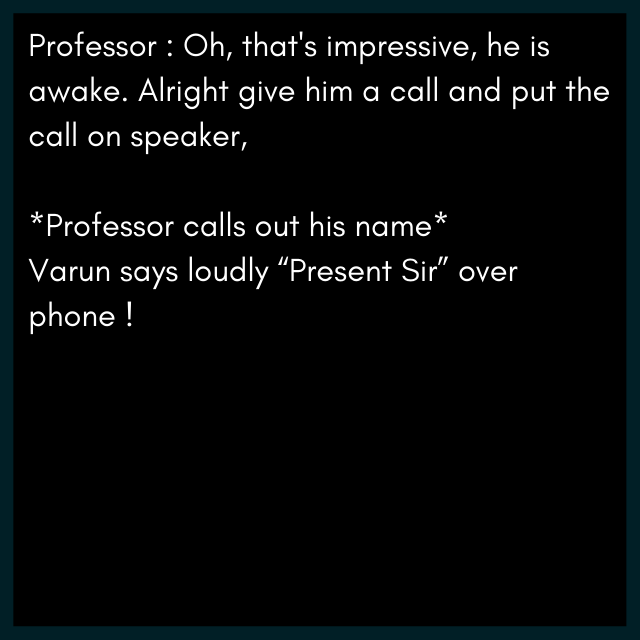 Professor : Oh, that's impressive, he is
awake. Alright give him a call and put the
call on speaker,
*Professor calls out his name*
Varun says loudly “Present Sir” over
phone !